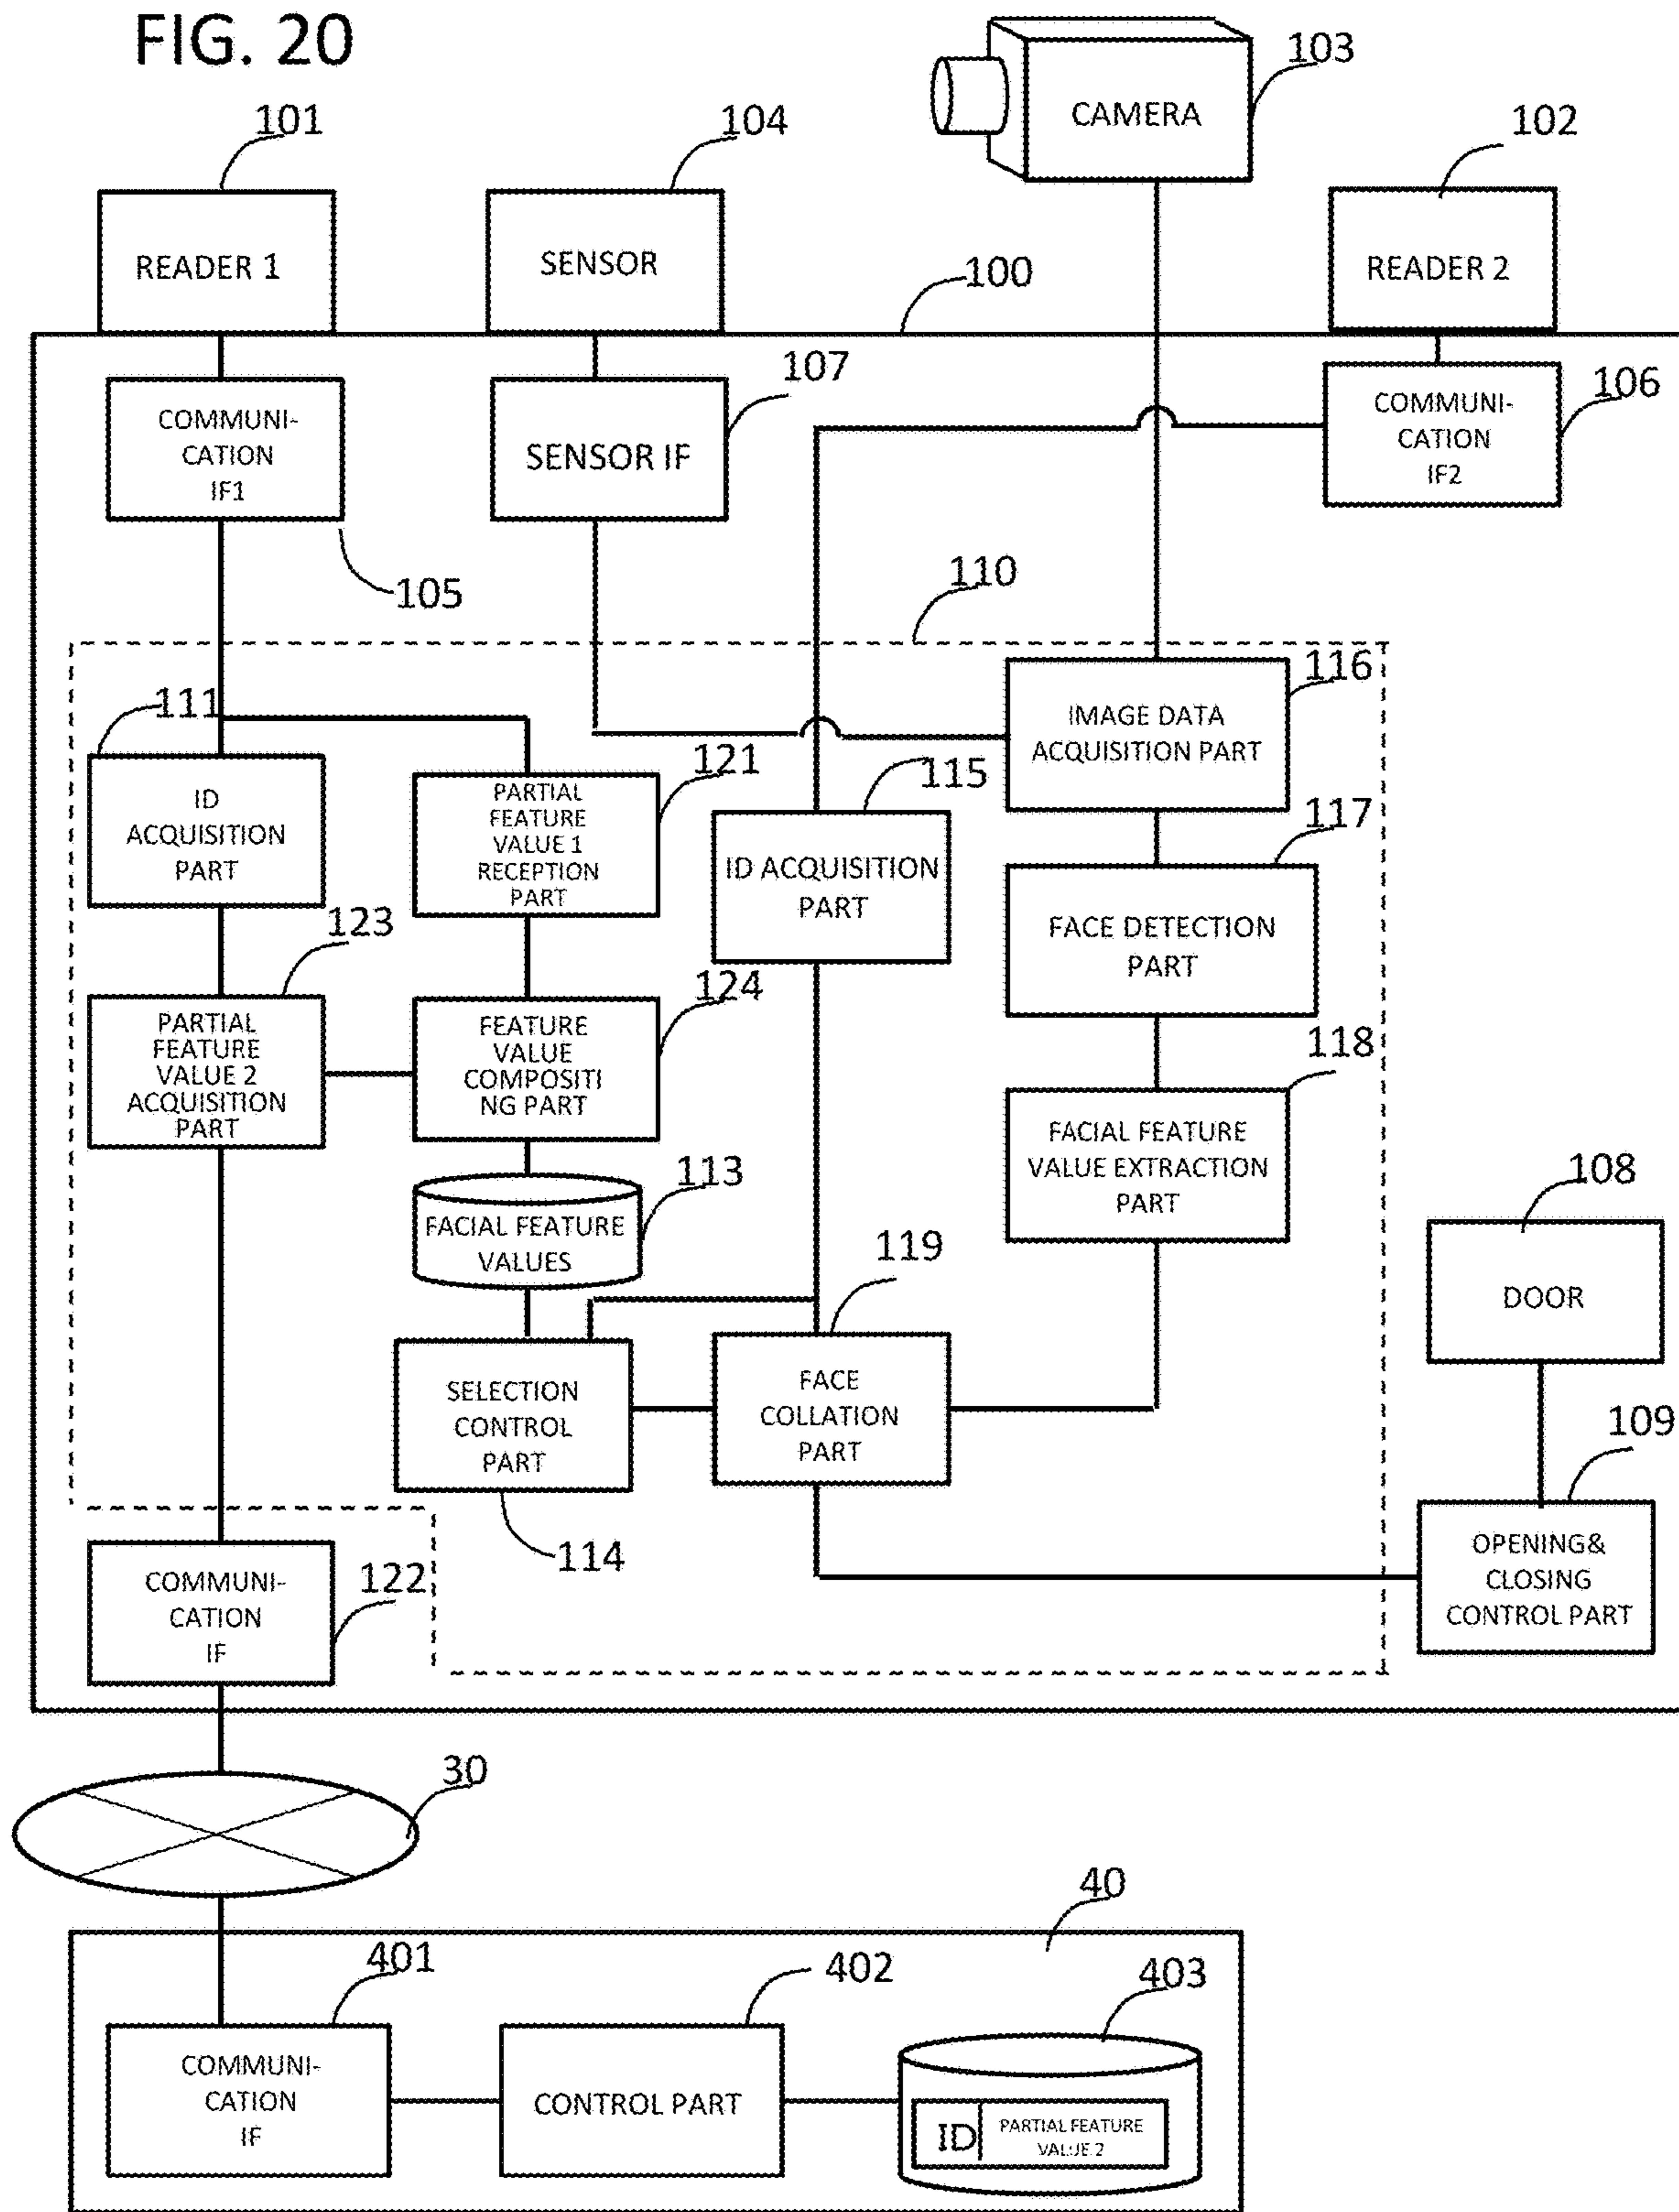 FIG. 20
103
CAMERA
101
104
102
READER 1
SENSOR
READER 2
100
107
COMMUNI-
CATION
IF1
SENSOR IF
COMMUNI-
CATION
IF2
106
105
110
116
111
IMAGE DATA
ACQUISITION PART
121
115
ID
ACQUISITION
PART
PARTIAL
FEATURE
VALUE 1
RECEPTION
PART
117
ID ACQUISITION
PART
123
FACE DETECTION
PART
124
PARTIAL
FEATURE
VALUE 2
ACQUISITION
PART
FEATURE
VALUE
COMPOSITI
NG PART
118
FACIAL FEATURE
VALUE EXTRACTION
PART
113
108
FACIAL FEATURE
VALUES
119
DOOR
SELECTION
CONTROL
PART
FACE
COLLATION
PART
109
114
122
COMMUNI-
CATION
IF
OPENING&
CLOSING
CONTROL PART
30
40
401
402
403
COMMUNI-
CATION
IF
CONTROL PART
ID
PARTIAL FEATURE
VALUE 2